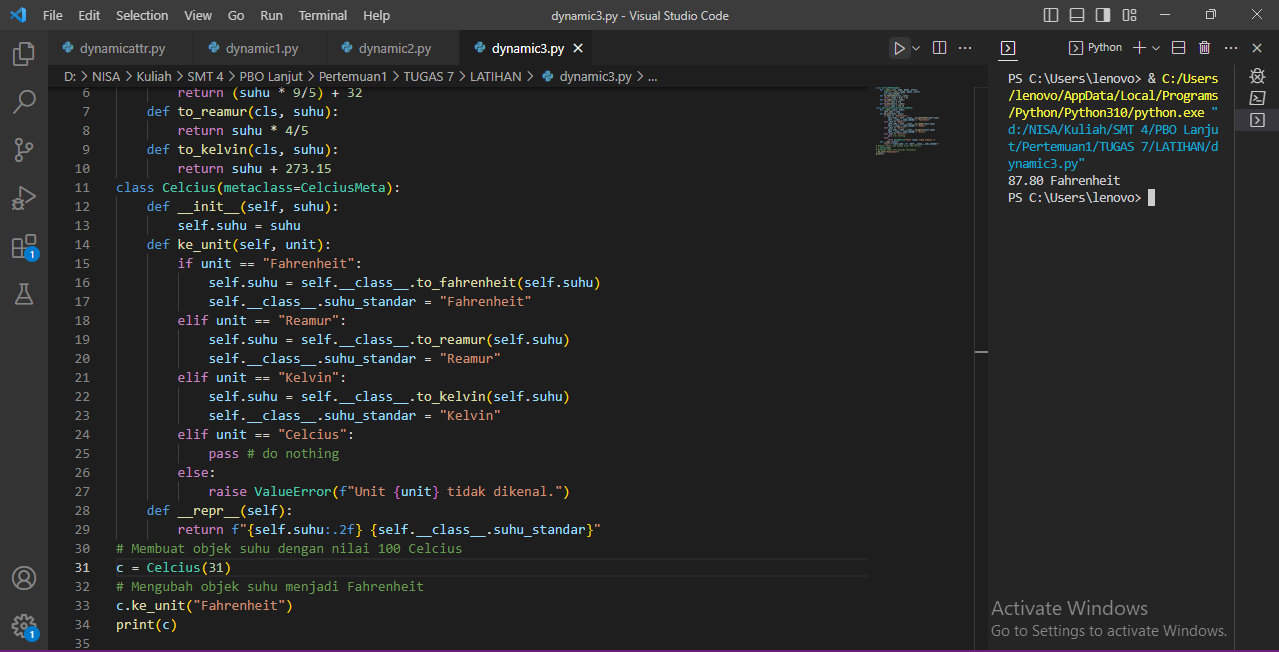 File Edit Selection View Go Run Terminal Help dynamic3.py - Visual Studio Code
dynamicattr.py dynamic1.py dynamic2.py dynamic3.py
Python
D: > NISA > Kuliah > SMT 4 > PBO Lanjut > Pertemuan1 > TUGAS 7 > LATIHAN > dynamic3.py > ...
6 return (suhu * 9/5) + 32
7 def to_reamur(cls, suhu):
8 return suhu * 4/5
9 def to_kelvin(cls, suhu):
10 return suhu + 273.15
11 class Celcius(metaclass=CelciusMeta):
12 def __init__(self, suhu):
13 self.suhu = suhu
14 def ke_unit(self, unit):
15 if unit == "Fahrenheit":
16 self.suhu = self.__class__.to_fahrenheit(self.suhu)
17 self.__class__.suhu_standar = "Fahrenheit"
18 elif unit == "Reamur":
19 self.suhu = self.__class__.to_reamur(self.suhu)
20 self.__class__.suhu_standar = "Reamur"
21 elif unit == "Kelvin":
22 self.suhu = self.__class__.to_kelvin(self.suhu)
23 self.__class__.suhu_standar = "Kelvin"
24 elif unit == "Celcius":
25 pass # do nothing
26 else:
27 raise ValueError(f"Unit {unit} tidak dikenal.")
28 def __repr__(self):
29 return f"{self.suhu:.2f} {self.__class__.suhu_standar}"
30 # Membuat objek suhu dengan nilai 100 Celcius
31 c = Celcius(31)
32 # Mengubah objek suhu menjadi Fahrenheit
33 c.ke_unit("Fahrenheit")
34 print(c)
35
PS C:\Users\lenovo> & C:/Users
/lenovo/AppData/Local/Programs
/Python/Python310/python.exe "
d:/NISA/Kuliah/SMT 4/PBO Lanju
t/Pertemuan1/TUGAS 7/LATIHAN/d
ynamic3.py"
87.80 Fahrenheit
PS C:\Users\lenovo>
1
1
Activate Windows
Go to Settings to activate Windows.